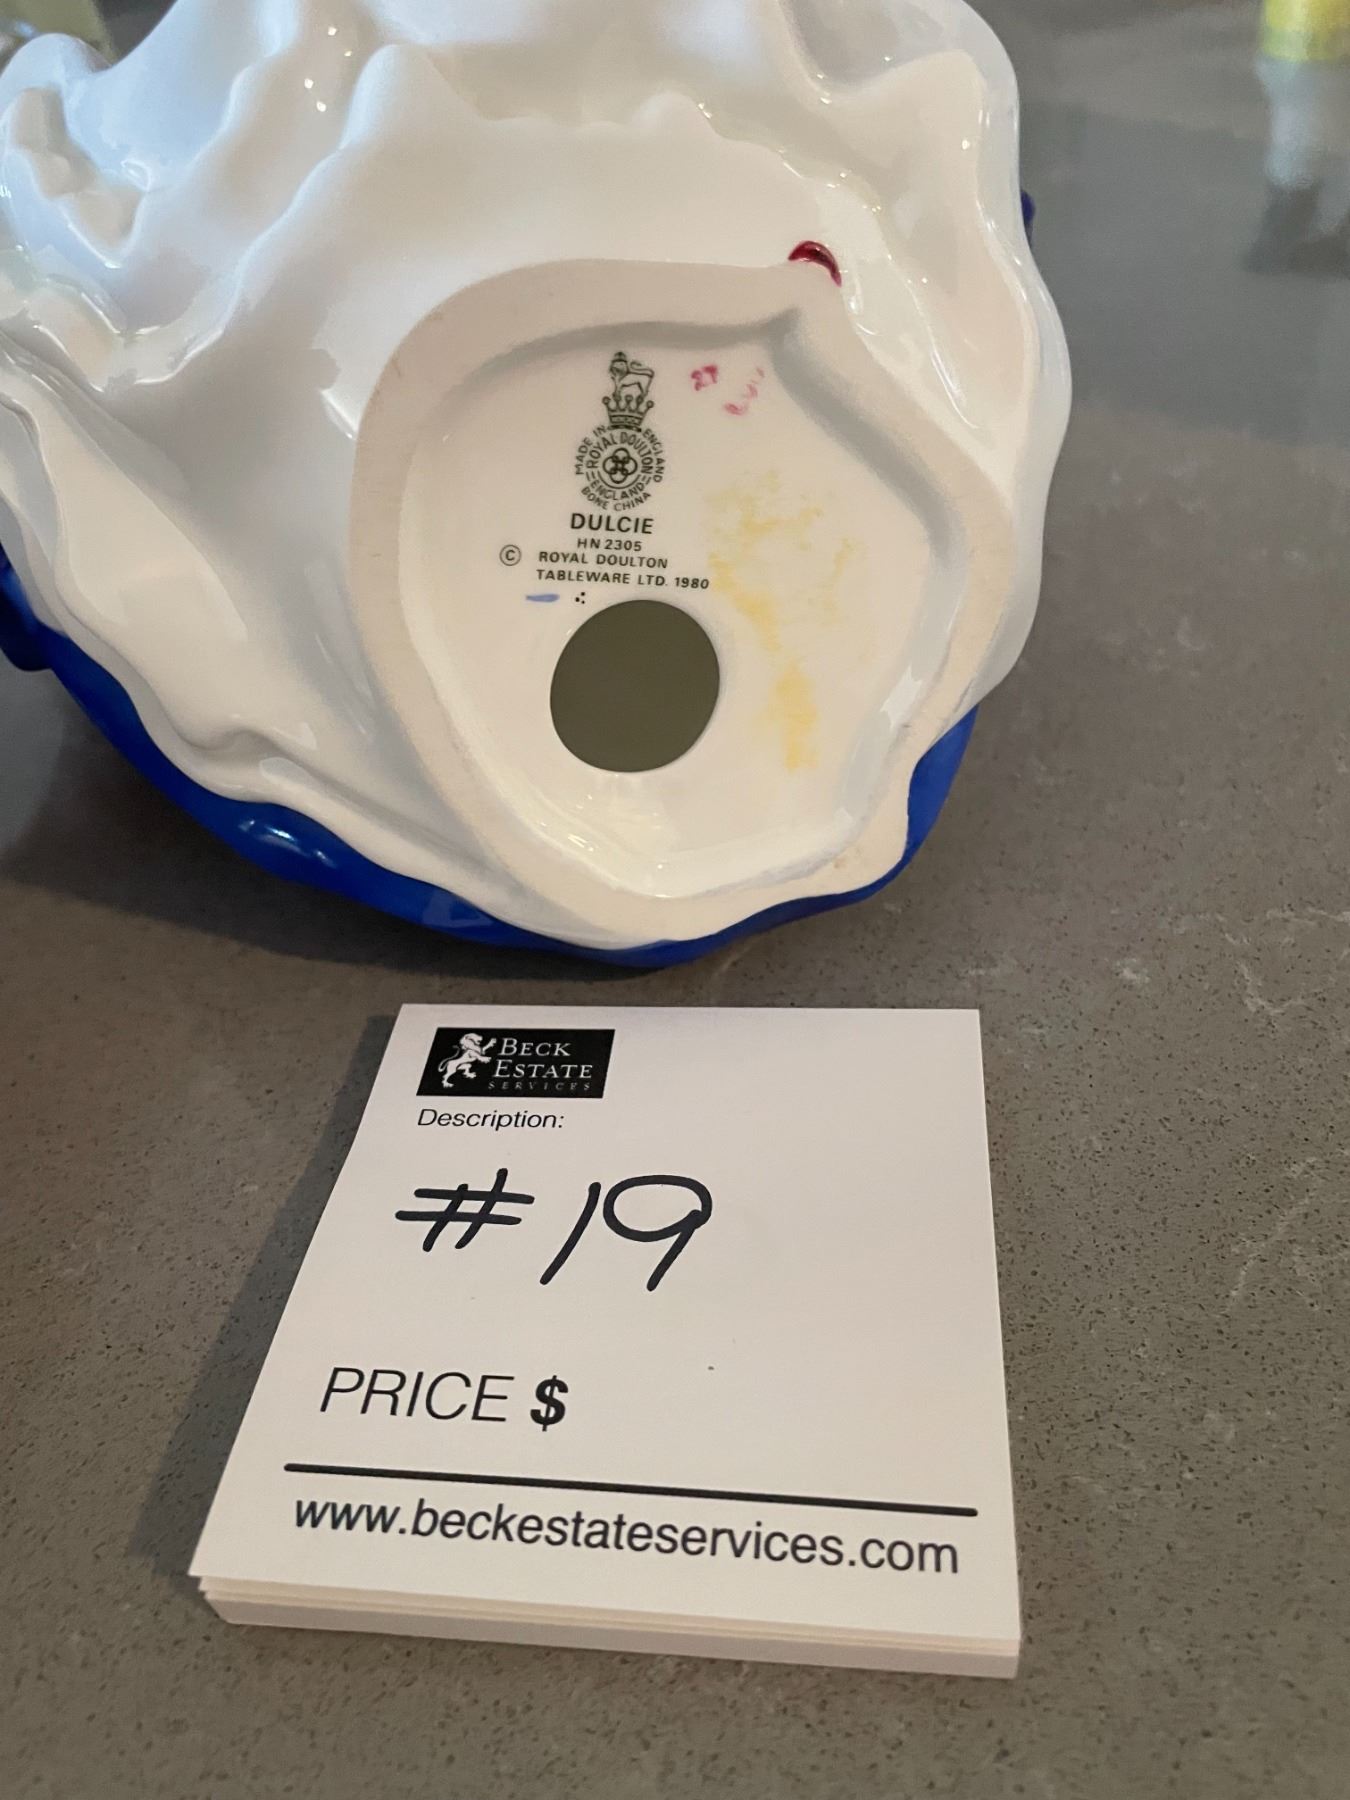 MADE IN ENGLAND
ROYAL DOULTON
ENGLAND
BONE CHINA
DULCIE
HN 2305
© ROYAL DOULTON
TABLEWARE LTD. 1980
BECK
ESTATE
SERVICES
Description:
# 19
PRICE $
www.beckestateservices.com